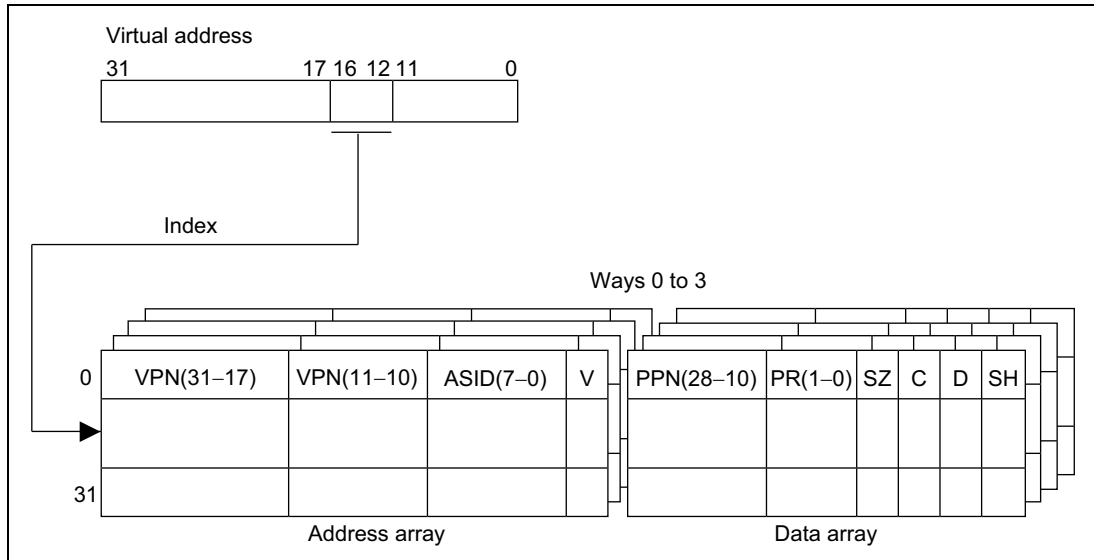 Virtual address
31 17 16 12 11 0
Index
Ways 0 to 3
0 VPN(31–17) VPN(11–10) ASID(7–0) V PPN(28–10) PR(1–0) SZ C D SH
31
Address array Data array